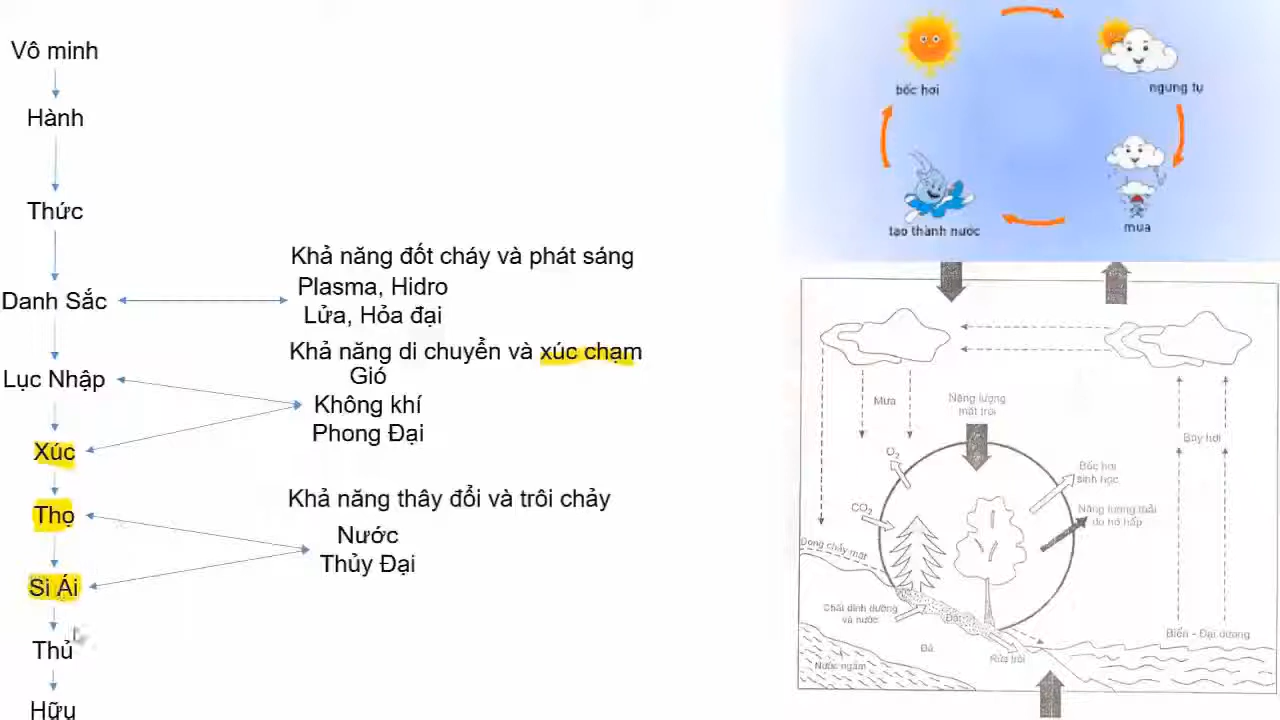 Vô minh
Hành
Thức
Danh Sắc
Lục Nhập
Xúc
Thọ
Si Ái
Thủ
Hữu
Khả năng đốt cháy và phát sáng
Plasma, Hidro
Lửa, Hỏa đại
Khả năng di chuyển và xúc chạm
Gió
Không khí
Phong Đại
Khả năng thây đổi và trôi chảy
Nước
Thủy Đại
bốc hơi
ngưng tụ
tạo thành nước
mưa
Mưa
Năng lượng
mặt trời
Bay hơi
O2
Bốc hơi
sinh học
CO2
Năng lượng thải
do hô hấp
Dòng chảy mặt
Chất dinh dưỡng
và nước
Đất
Đá
Rửa trôi
Nước ngầm
Biển - Đại dương